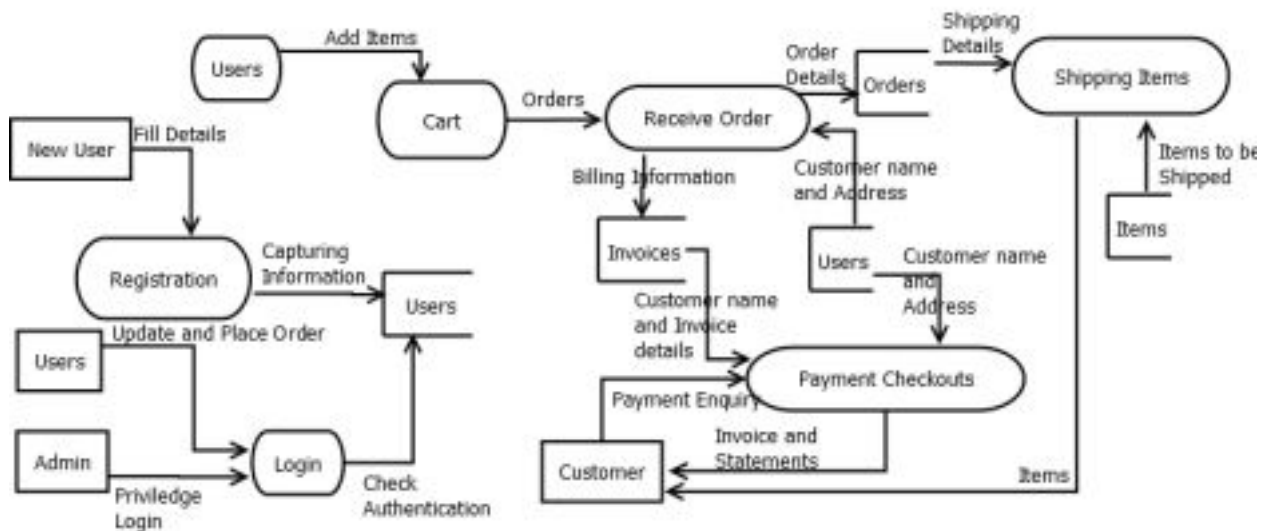 Add Items
Shipping
Details
Users
Order
Details
Orders
Shipping Items
Cart
Orders
Receive Order
New User
Fill Details
Billing Information
Customer name
and Address
Items to be
Shipped
Registration
Capturing
Information
Users
Invoices
Users
Customer name
and
Address
Items
Update and Place Order
Customer name
and Invoice
details
Users
Payment Enquiry
Payment Checkouts
Admin
Login
Invoice and
Statements
Customer
Priviledge
Login
Check
Authentication
Items